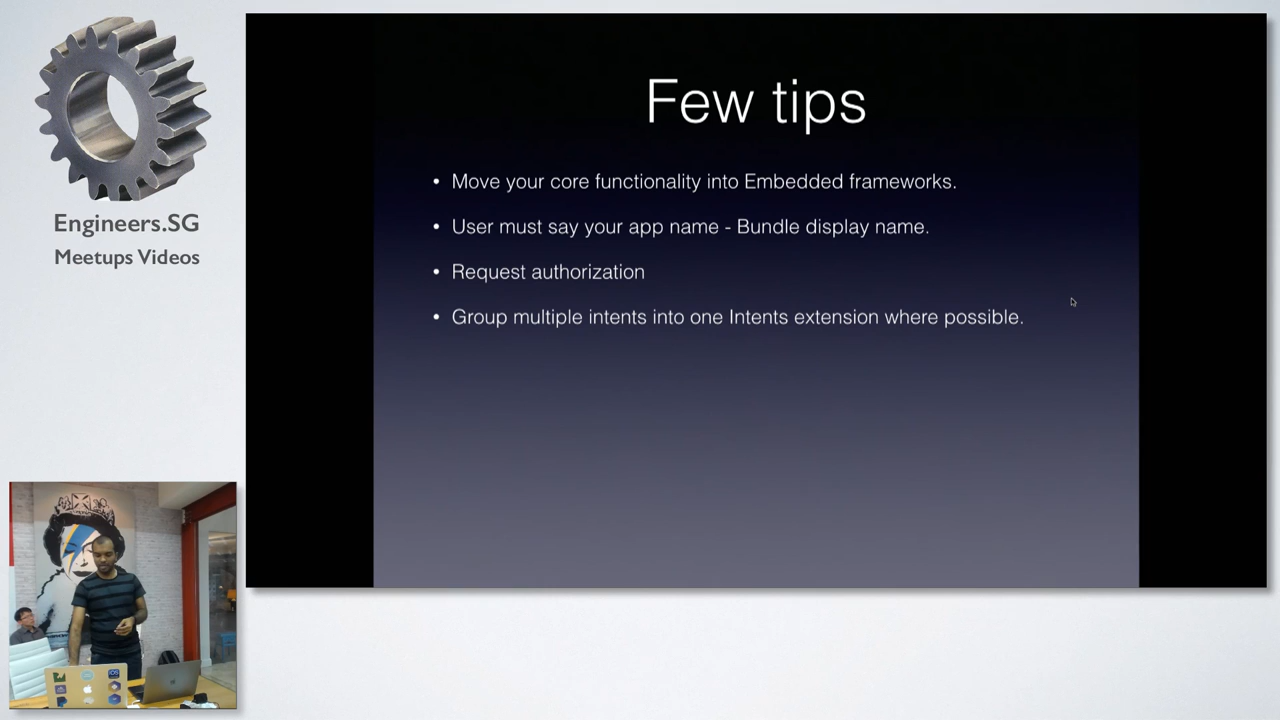 Engineers.SG
Meetups Videos
Few tips
• Move your core functionality into Embedded frameworks.
• User must say your app name - Bundle display name.
• Request authorization
• Group multiple intents into one Intents extension where possible.